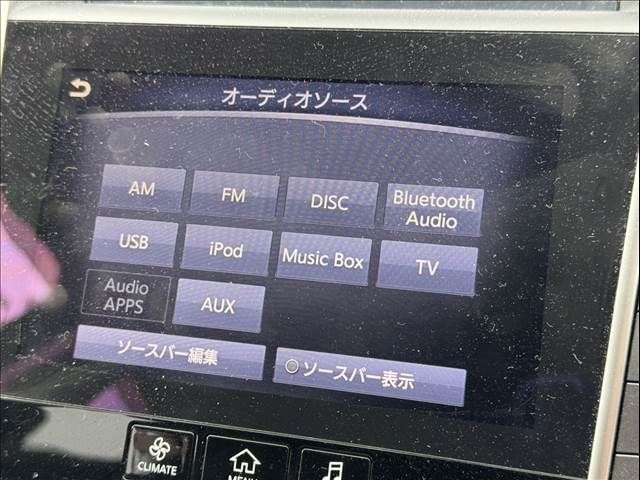 オーディオソース
AM
FM
DISC
Bluetooth
Audio
USB
iPod
Music Box
TV
Audio
APPS
AUX
ソースバー編集
ソースバー表示
CLIMATE
MENU